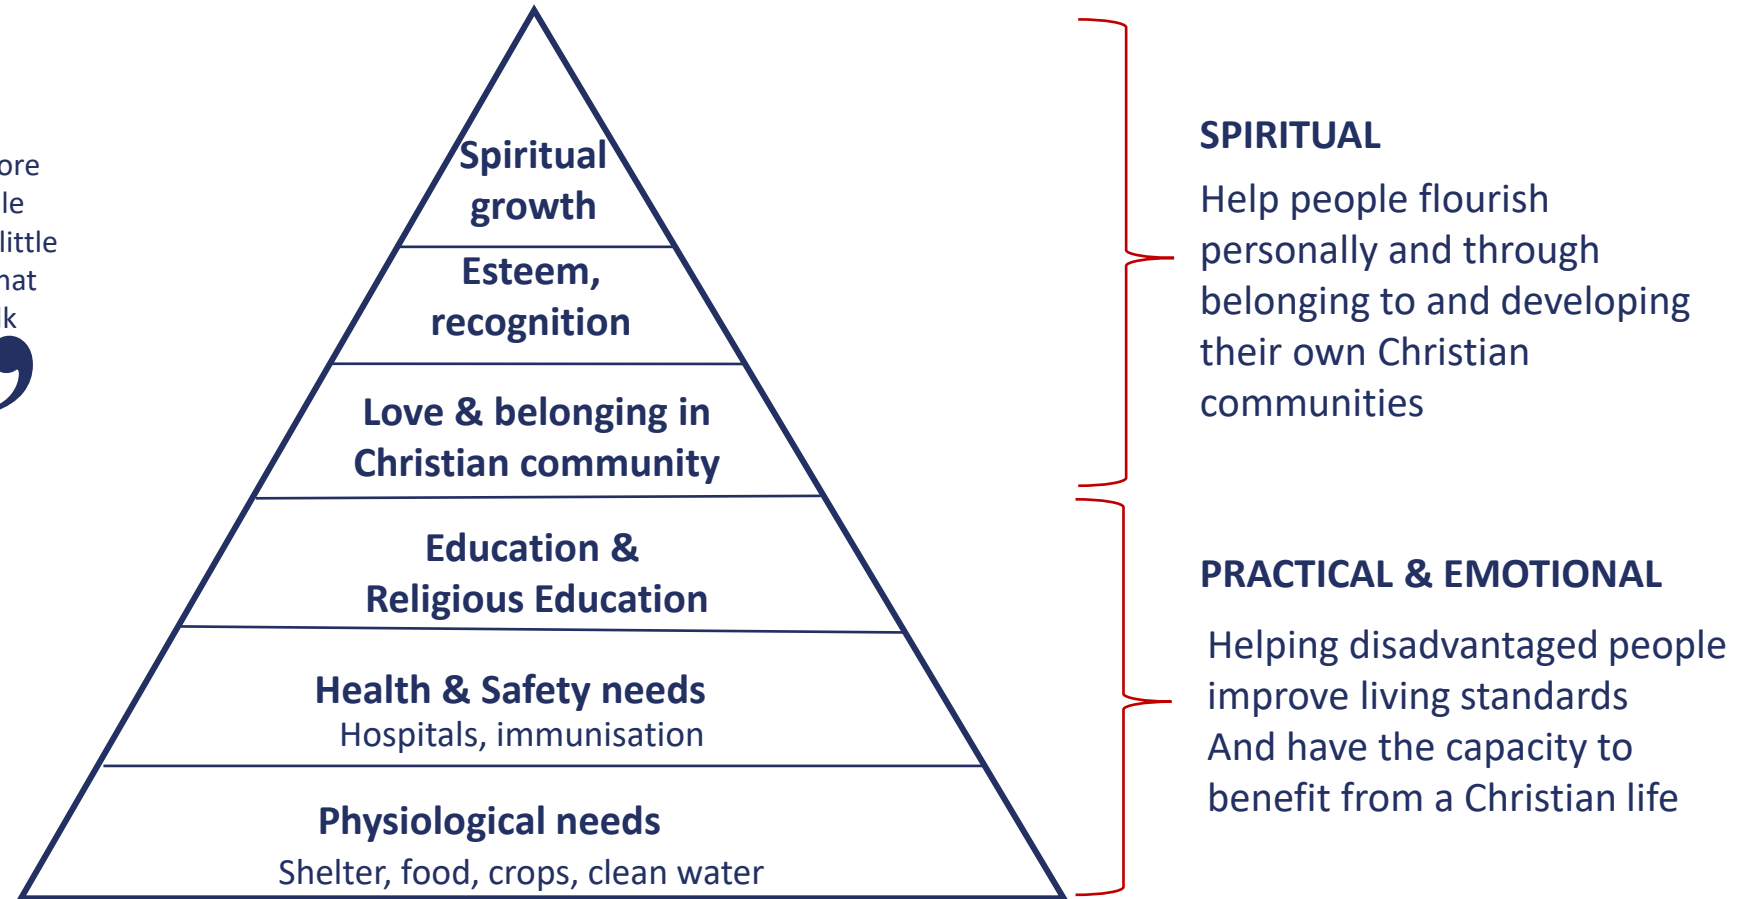 little
Spiritual
growth
Esteem,
recognition
Love & belonging in
Christian community
Education &
Religious Education
Health & Safety needs
Hospitals, immunisation
Physiological needs
Shelter, food, crops, clean water
SPIRITUAL
Help people flourish
personally and through
belonging to and developing
their own Christian
communities
PRACTICAL & EMOTIONAL
Helping disadvantaged people
improve living standards
And have the capacity to
benefit from a Christian life